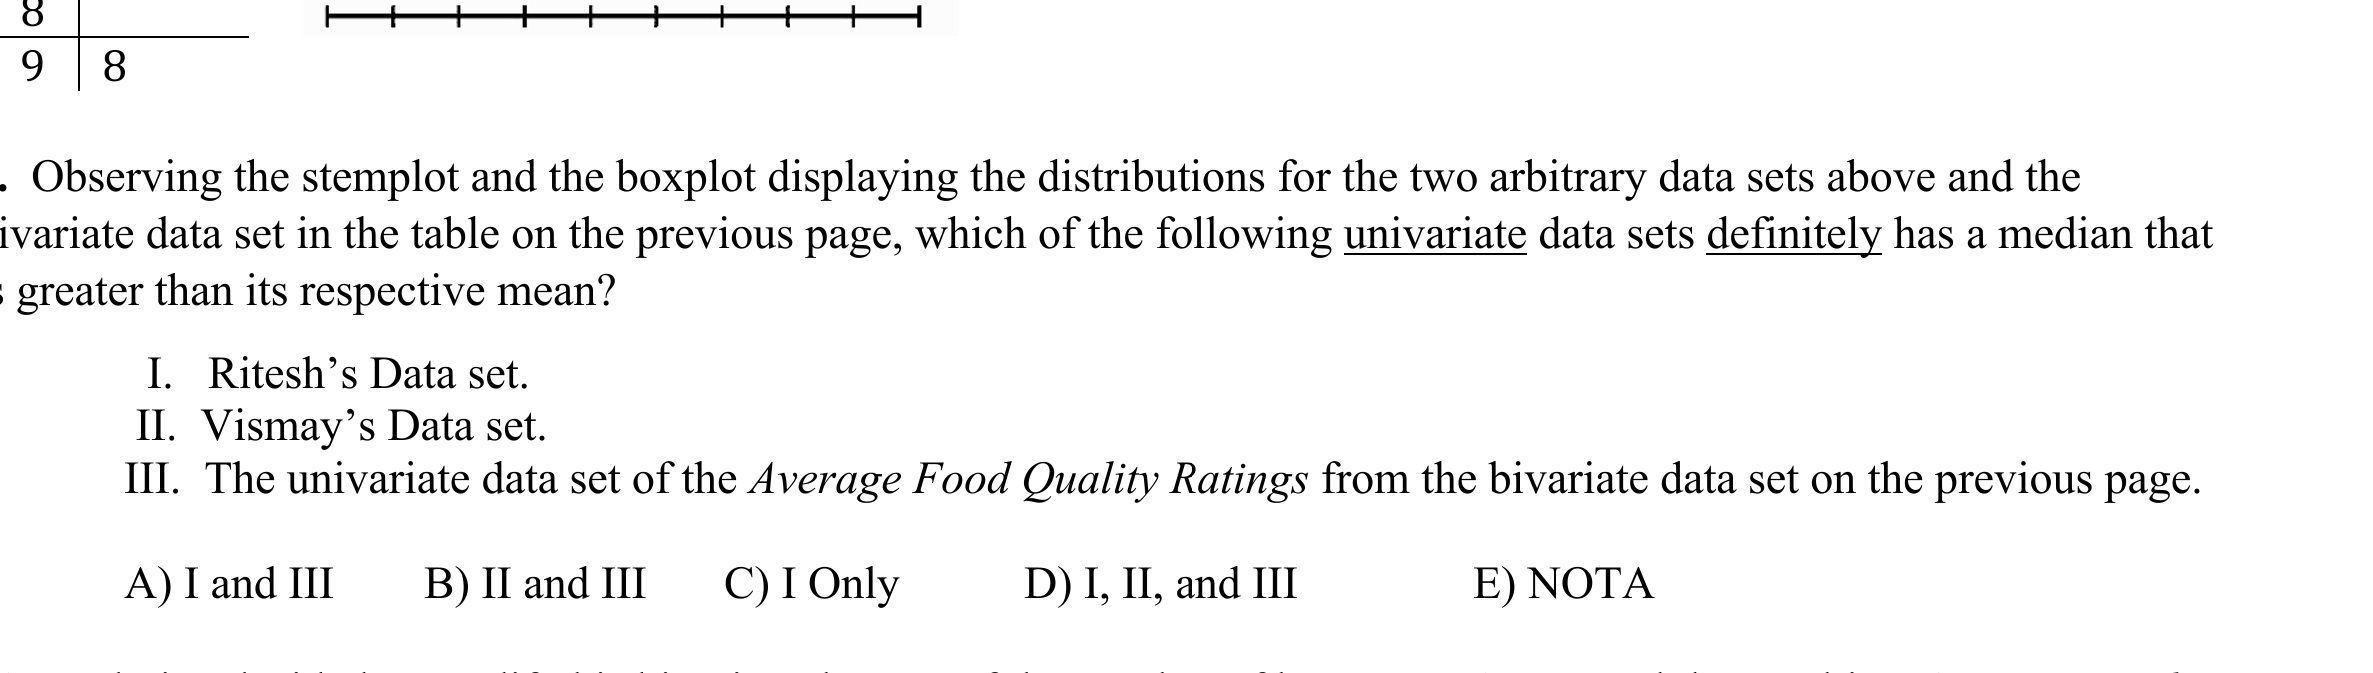 8
9 8
. Observing the stemplot and the boxplot displaying the distributions for the two arbitrary data sets above and the
ivariate data set in the table on the previous page, which of the following univariate data sets definitely has a median that
s greater than its respective mean?
I. Ritesh’s Data set.
II. Vismay’s Data set.
III. The univariate data set of the Average Food Quality Ratings from the bivariate data set on the previous page.
A) I and III B) II and III C) I Only D) I, II, and III E) NOTA